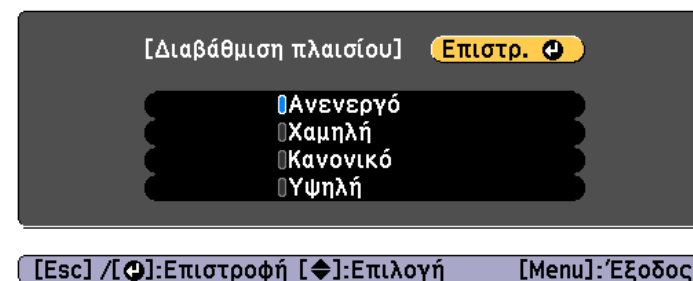 [Διαβάθμιση πλαισίου] Επιστρ.
Ανενεργό
Χαμηλή
Κανονικό
Υψηλή
[Esc] /[⏎]:Επιστροφή [◆]:Επιλογή [Menu]:Έξοδος